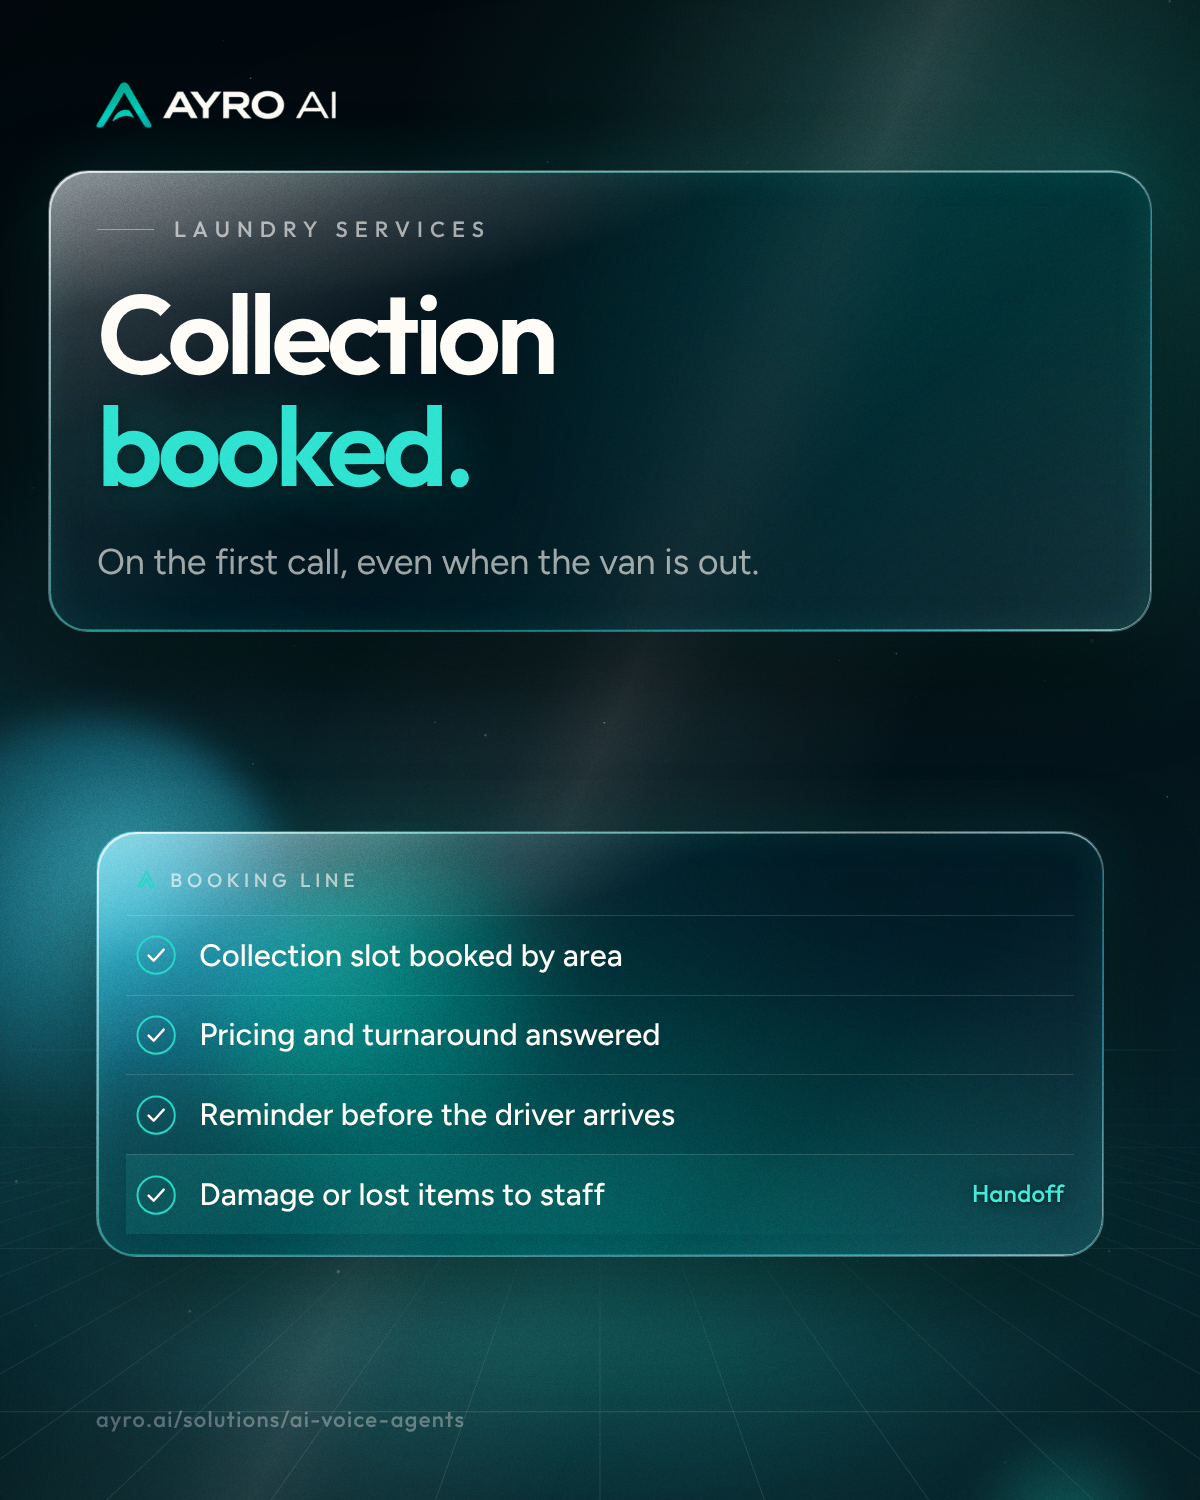 AYRO AI
LAUNDRY SERVICES
Collection
booked.
On the first call, even when the van is out.
BOOKING LINE
Collection slot booked by area
Pricing and turnaround answered
Reminder before the driver arrives
Damage or lost items to staff
Handoff
ayro.ai/solutions/ai-voice-agents